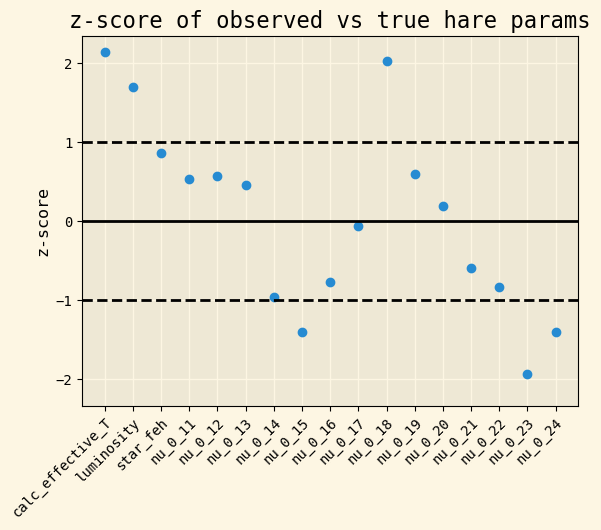 z-score of observed vs true hare params
z-score
2
1
0
−1
−2
calc_effective_T
luminosity
star_feh
nu_0_11
nu_0_12
nu_0_13
nu_0_14
nu_0_15
nu_0_16
nu_0_17
nu_0_18
nu_0_19
nu_0_20
nu_0_21
nu_0_22
nu_0_23
nu_0_24